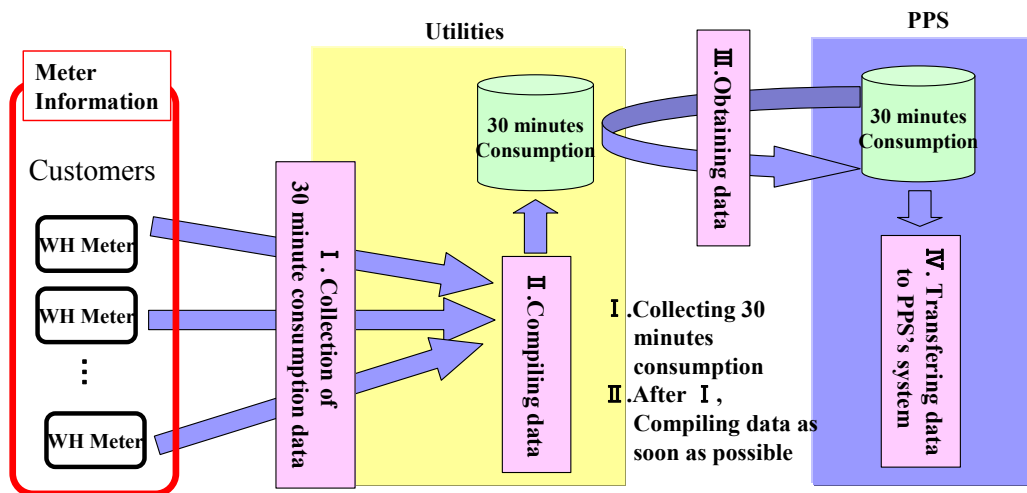 Utilities
PPS
Meter
Information
Customers
WH Meter
WH Meter
⋮
WH Meter
Ⅰ.Collection of
30 minute consumption data
Ⅱ.Compiling data
30 minutes
Consumption
Ⅲ.Obtaining data
30 minutes
Consumption
Ⅳ. Transfering data
to PPS's system
Ⅰ.Collecting 30
minutes
consumption
Ⅱ.After Ⅰ,
Compiling data as
soon as possible